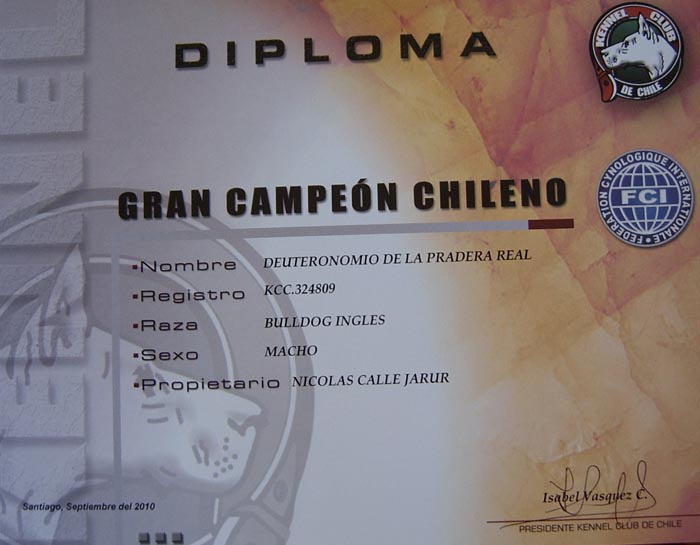 DIPLOMA
KENNEL CLUB
DE CHILE
GRAN CAMPEÓN CHILENO
FEDERATION CYNOLOGIQUE INTERNATIONALE
FCI
Nombre DEUTERONOMIO DE LA PRADERA REAL
Registro KCC.324809
Raza BULLDOG INGLES
Sexo MACHO
Propietario NICOLAS CALLE JARUR
Isabel Vasquez C.
Santiago, Septiembre del 2010
PRESIDENTE KENNEL CLUB DE CHILE
KENNEL